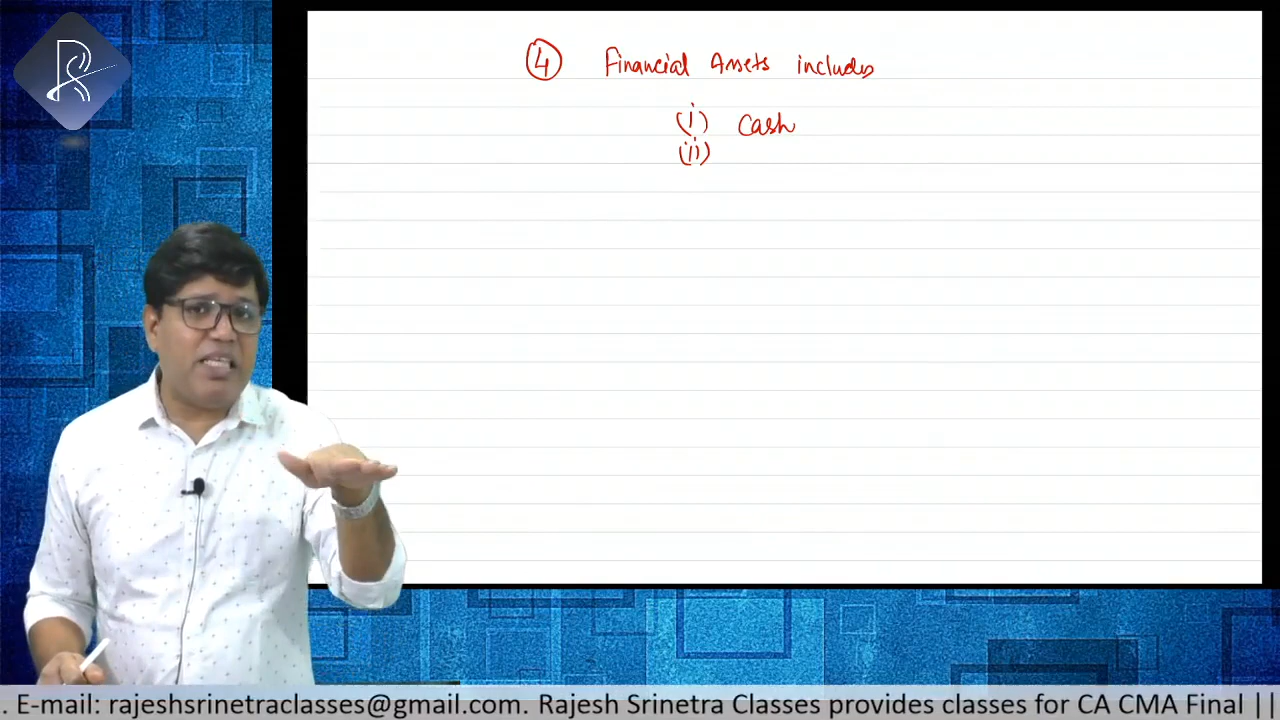 RS
4 Financial Assets includes
(i) Cash
(ii)
. E-mail: rajeshsrinetraclasses@gmail.com. Rajesh Srinetra Classes provides classes for CA CMA Final ||